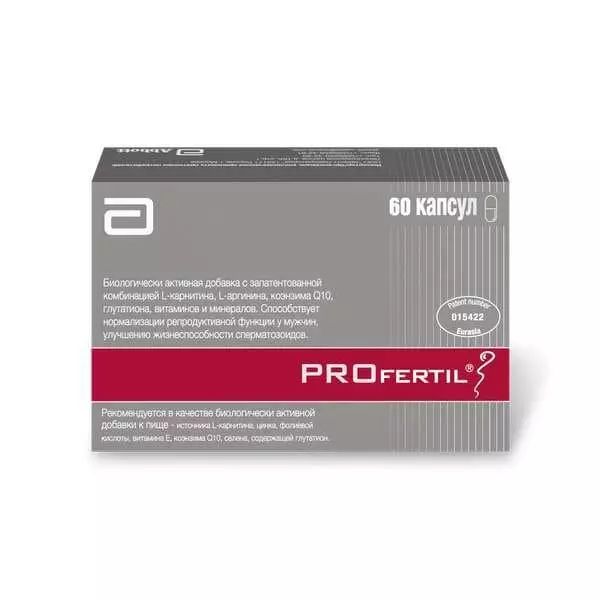 Abbott
60 капсул
Биологически активная добавка с запатентованной
комбинацией L-карнитина, L-аргинина, коэнзима Q10,
глутатиона, витаминов и минералов. Способствует
нормализации репродуктивной функции у мужчин,
улучшению жизнеспособности сперматозоидов.
Patent number
015422
Eurasia
PROFERTIL®
Рекомендуется в качестве биологически активной
добавки к пище - источника L-карнитина, цинка, фолиевой
кислоты, витамина Е, коэнзима Q10, селена, содержащей глутатион.